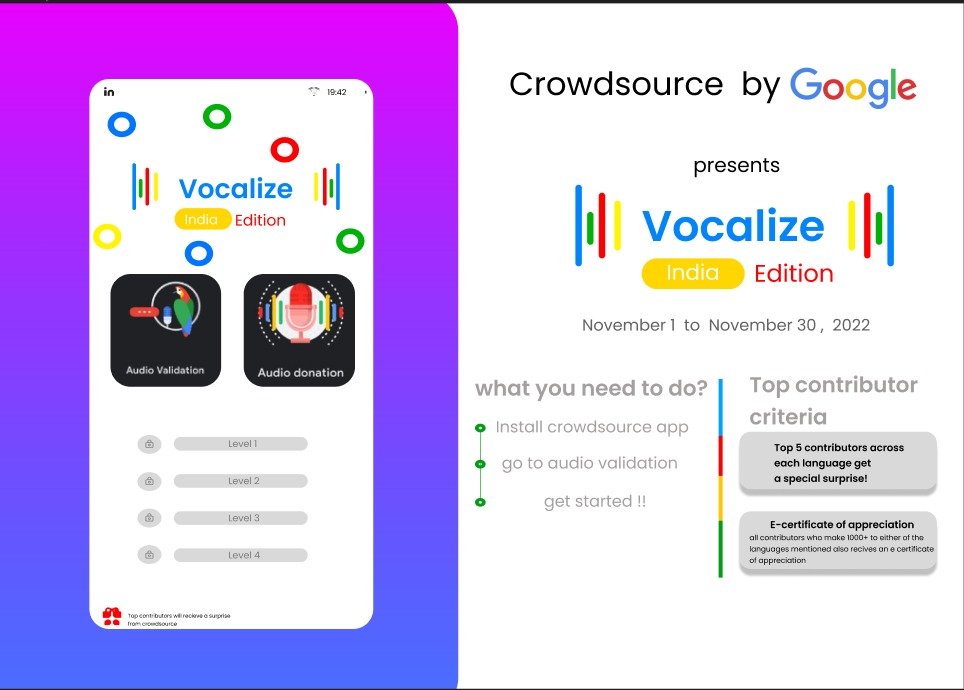 in
19:42
Vocalize
India Edition
Audio Validation
Audio donation
Level 1
Level 2
Level 3
Level 4
Top contributors will recieve a surprise
from crowdsource
Crowdsource by Google
presents
Vocalize
India Edition
November 1 to November 30 , 2022
what you need to do?
Install crowdsource app
go to audio validation
get started !!
Top contributor
criteria
Top 5 contributors across
each language get
a special surprise!
E-certificate of appreciation
all contributors who make 1000+ to either of the
languages mentioned also recives an e certificate
of appreciation